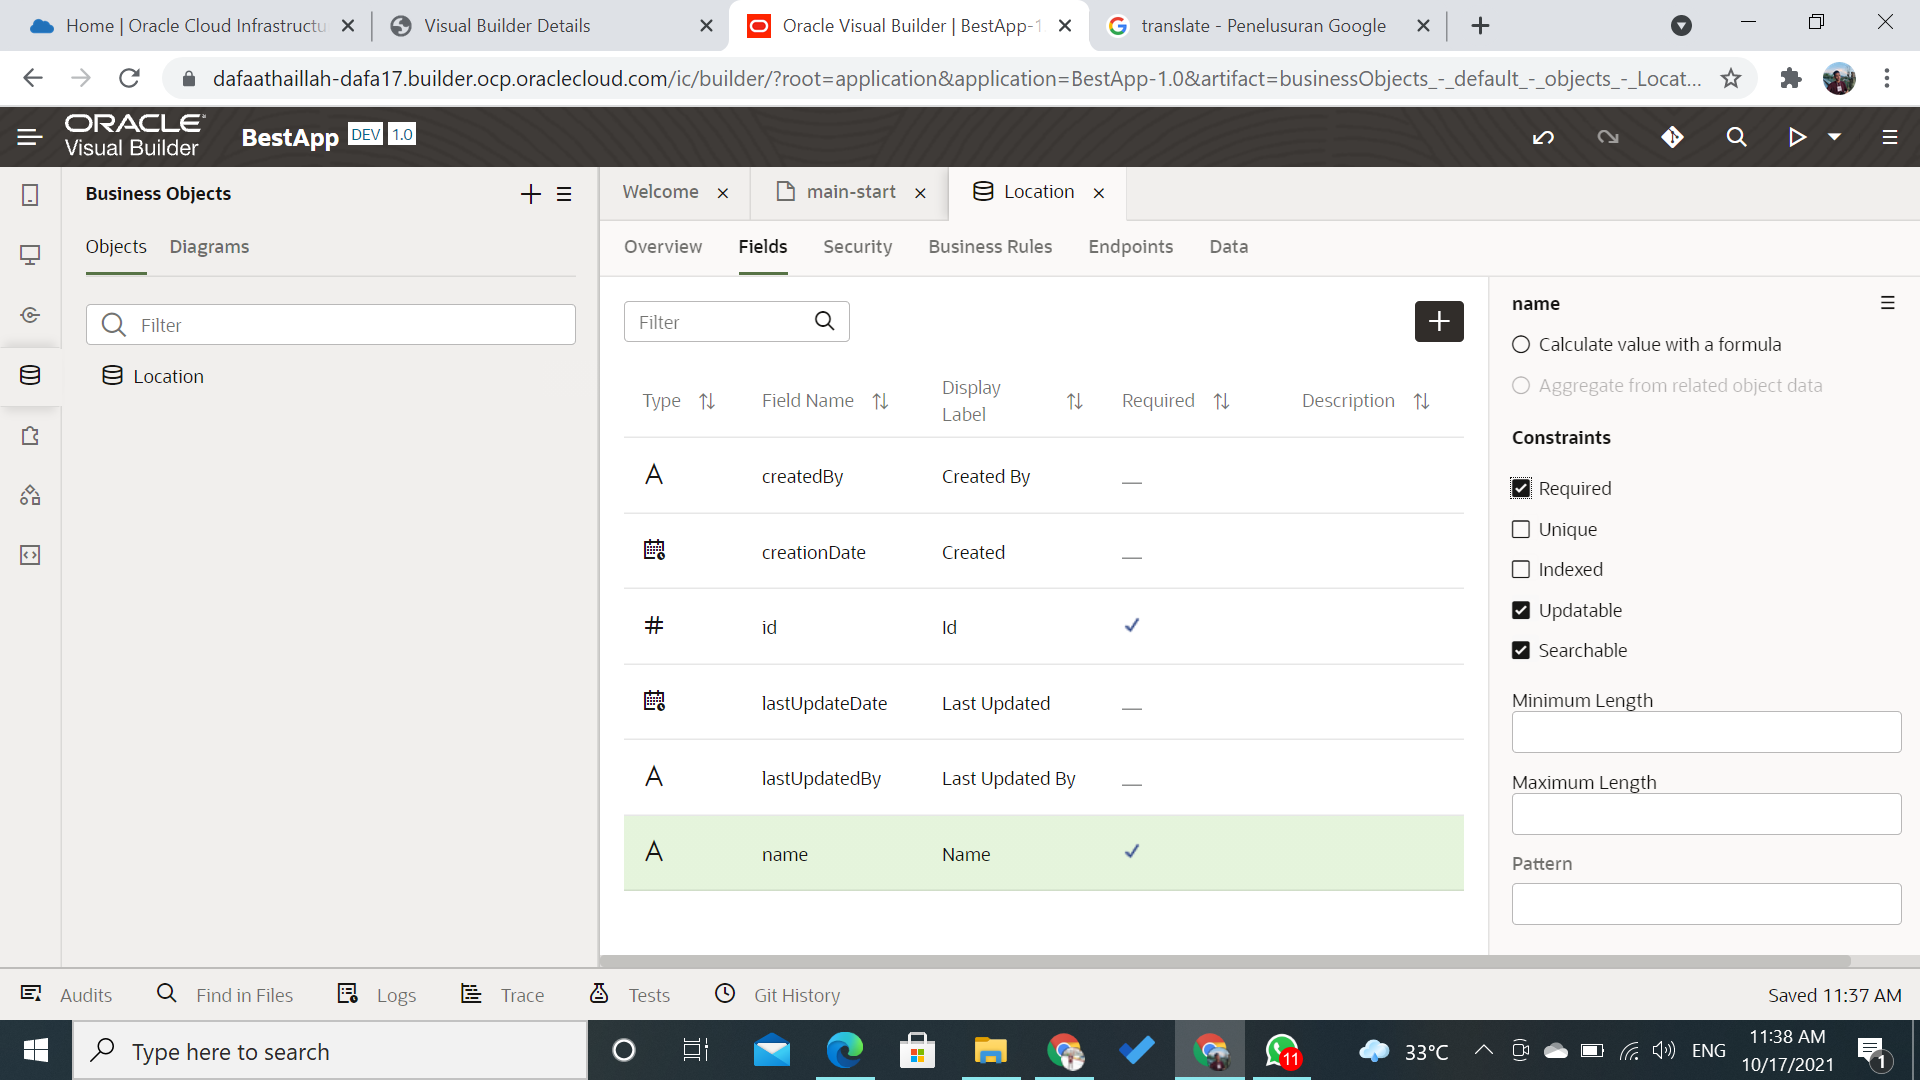 Home | Oracle Cloud Infrastructu
Visual Builder Details
Oracle Visual Builder | BestApp-1
translate - Penelusuran Google
dafaathaillah-dafa17.builder.ocp.oraclecloud.com/ic/builder/?root=application&application=BestApp-1.0&artifact=businessObjects_-_default_-_objects_-_Locat...
ORACLE
Visual Builder
BestApp DEV 1.0
Business Objects
Objects Diagrams
Filter
Location
Welcome
main-start
Location
Overview Fields Security Business Rules Endpoints Data
Filter
Type Field Name Display Label Required Description
createdBy Created By
creationDate Created
id Id
lastUpdateDate Last Updated
lastUpdatedBy Last Updated By
name Name
name
Calculate value with a formula
Aggregate from related object data
Constraints
Required
Unique
Indexed
Updatable
Searchable
Minimum Length
Maximum Length
Pattern
Audits Find in Files Logs Trace Tests Git History
Saved 11:37 AM
Type here to search
11
33°C
ENG
11:38 AM
10/17/2021
1